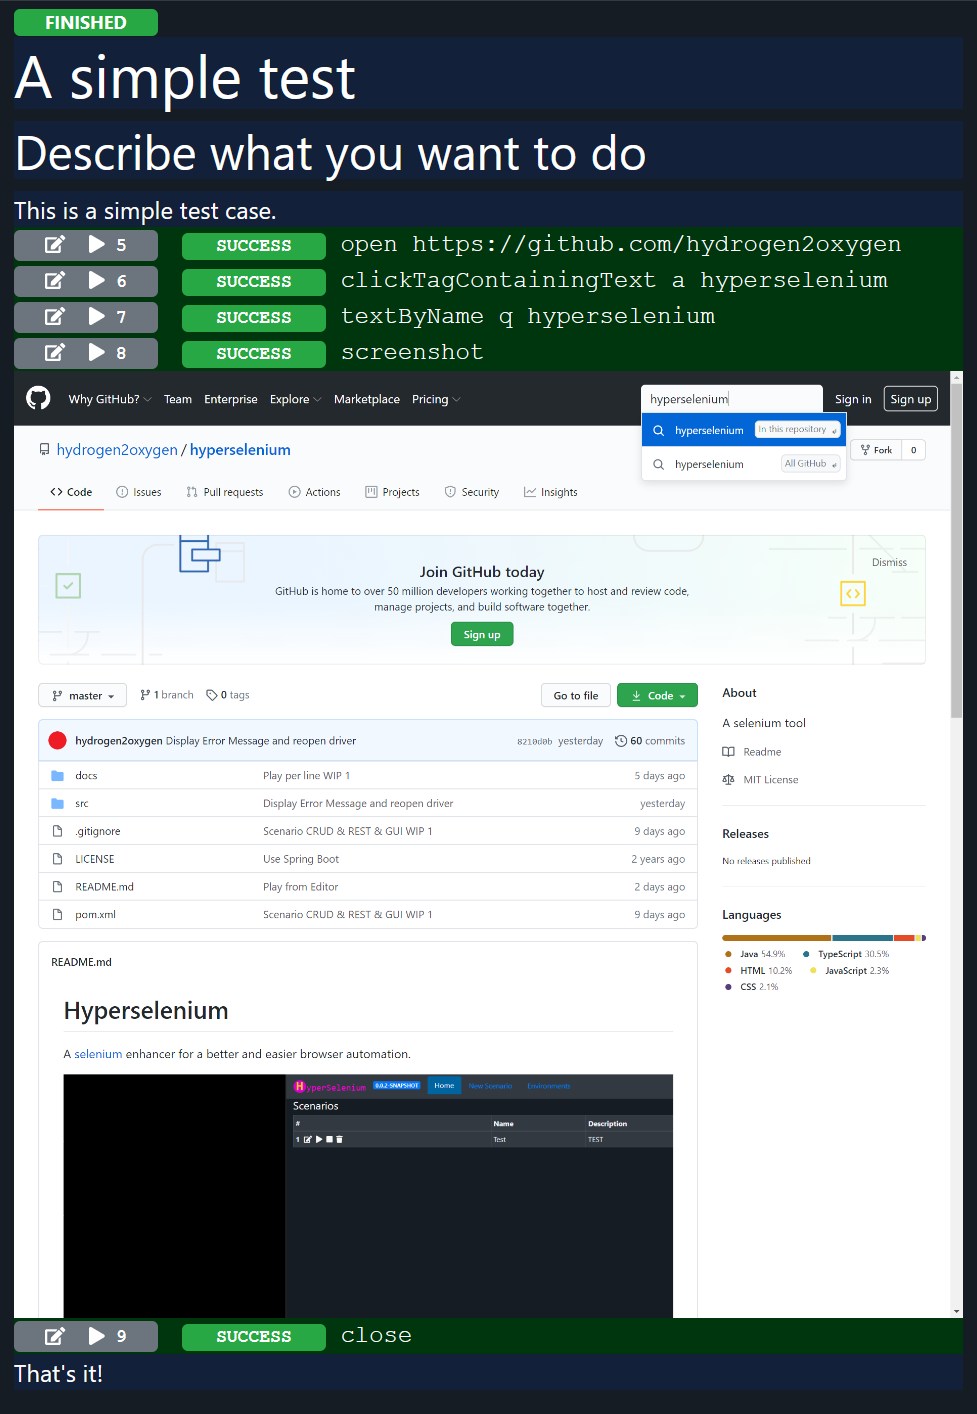 FINISHED
A simple test
Describe what you want to do
This is a simple test case.
5 SUCCESS open https://github.com/hydrogen2oxygen
6 SUCCESS clickTagContainingText a hyperselenium
7 SUCCESS textByName q hyperselenium
8 SUCCESS screenshot
Why GitHub? Team Enterprise Explore Marketplace Pricing hyperselenium Sign in Sign up
hyperselenium In this repository
hydrogen2oxygen / hyperselenium Fork 0
hyperselenium All GitHub
Code Issues Pull requests Actions Projects Security Insights
Dismiss
Join GitHub today
GitHub is home to over 50 million developers working together to host and review code,
manage projects, and build software together.
Sign up
master 1 branch 0 tags Go to file Code
hydrogen2oxygen Display Error Message and reopen driver 8210d0b yesterday 60 commits
docs Play per line WIP 1 5 days ago
src Display Error Message and reopen driver yesterday
.gitignore Scenario CRUD & REST & GUI WIP 1 9 days ago
LICENSE Use Spring Boot 2 years ago
README.md Play from Editor 2 days ago
pom.xml Scenario CRUD & REST & GUI WIP 1 9 days ago
About
A selenium tool
Readme
MIT License
Releases
No releases published
Languages
Java 54.9% TypeScript 30.5%
HTML 10.2% JavaScript 2.3%
CSS 2.1%
README.md
Hyperselenium
A selenium enhancer for a better and easier browser automation.
HyperSelenium 0.0.2-SNAPSHOT Home New Scenario Environments
Scenarios
# Name Description
1 Test TEST
9 SUCCESS close
That's it!